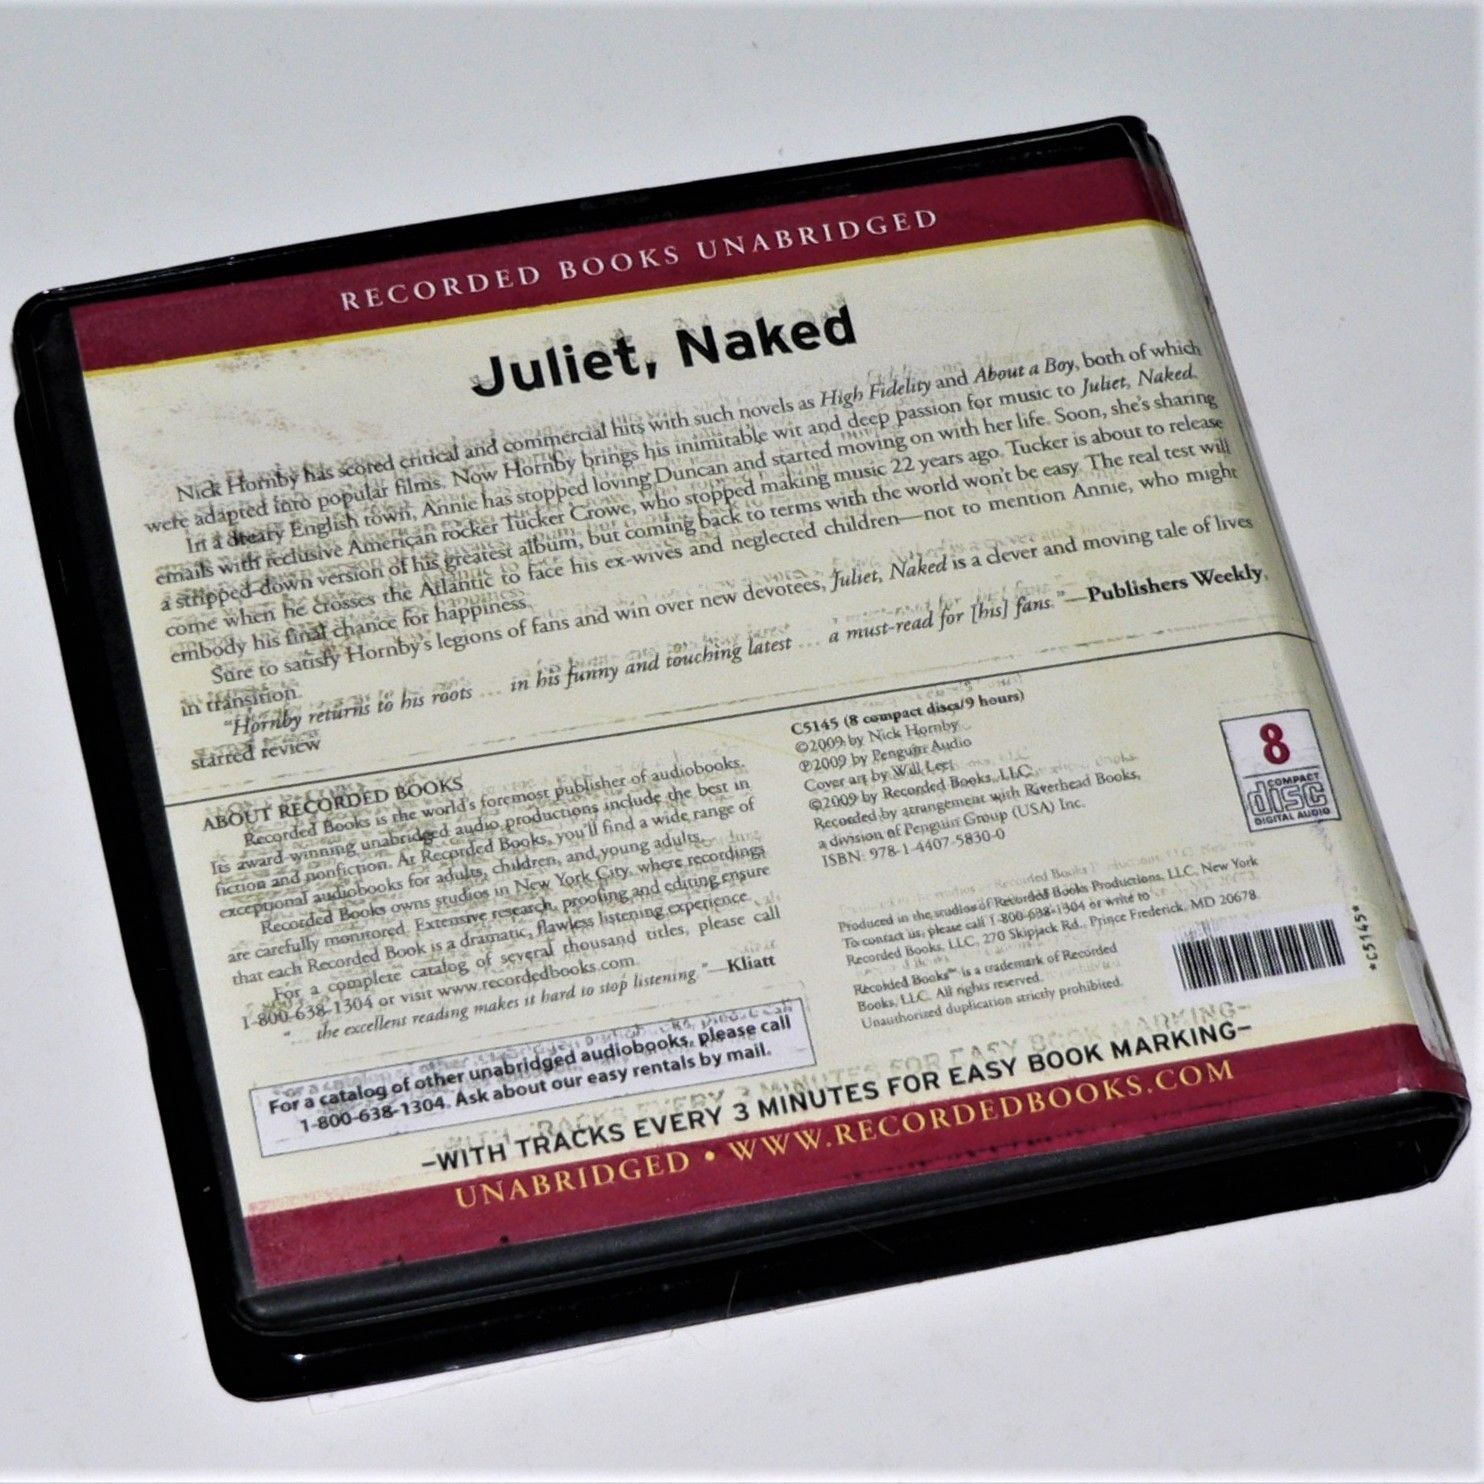 RECORDED BOOKS UNABRIDGED
Juliet, Naked
Nick Hornby has scored critical and commercial hits with such novels as High Fidelity and About a Boy, both of which
were adapted into popular films. Now Hornby brings his inimitable wit and deep passion for music to Juliet, Naked.
In a dreary English town, Annie has stopped loving Duncan and started moving on with her life. Soon, she's sharing
emails with reclusive American rocker Tucker Crowe, who stopped making music 22 years ago. Tucker is about to release
a stripped-down version of his greatest album, but coming back to terms with the world won't be easy. The real test will
come when he crosses the Atlantic to face his ex-wives and neglected children—not to mention Annie, who might
embody his final chance for happiness.
Sure to satisfy Hornby's legions of fans and win over new devotees, Juliet, Naked is a clever and moving tale of lives
in transition.
"Hornby returns to his roots ... in his funny and touching latest ... a must-read for [his] fans."—Publishers Weekly,
starred review
ABOUT RECORDED BOOKS
Recorded Books is the world's foremost publisher of audiobooks.
Its award-winning unabridged audio productions include the best in
fiction and nonfiction. At Recorded Books, you'll find a wide range of
exceptional audiobooks for adults, children, and young adults.
Recorded Books owns studios in New York City, where recordings
are carefully monitored. Extensive research, proofing and editing ensure
that each Recorded Book is a dramatic, flawless listening experience.
For a complete catalog of several thousand titles, please call
1-800-638-1304 or visit www.recordedbooks.com.
"... the excellent reading makes it hard to stop listening."—Kliatt
For a catalog of other unabridged audiobooks, please call
1-800-638-1304. Ask about our easy rentals by mail.
C5145 (8 compact discs/9 hours)
©2009 by Nick Hornby
℗2009 by Penguin Audio
Cover art by Will Lee
©2009 by Recorded Books, LLC.
Recorded by arrangement with Riverhead Books,
a division of Penguin Group (USA) Inc.
ISBN: 978-1-4407-5830-0
8
COMPACT
disc
DIGITAL AUDIO
Produced in the studios of Recorded Books Productions, LLC, New York
To contact us, please call 1-800-638-1304 or write to
Recorded Books, LLC, 270 Skipjack Rd., Prince Frederick, MD 20678.
Recorded Books™ is a trademark of Recorded
Books, LLC. All rights reserved.
Unauthorized duplication strictly prohibited.
*C5145*
–WITH TRACKS EVERY 3 MINUTES FOR EASY BOOK MARKING–
UNABRIDGED • WWW.RECORDEDBOOKS.COM